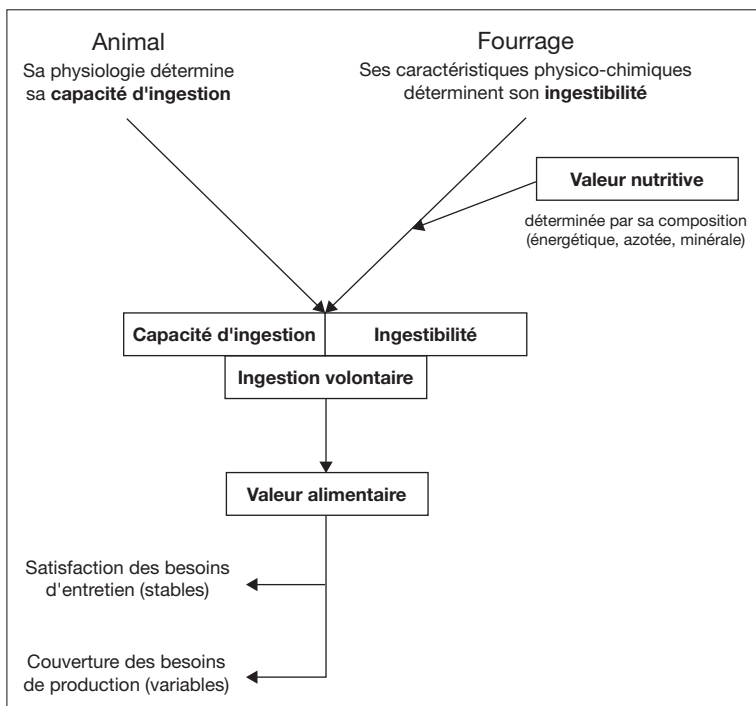 Animal
Sa physiologie détermine
sa capacité d'ingestion
Fourrage
Ses caractéristiques physico-chimiques
déterminent son ingestibilité
Valeur nutritive
déterminée par sa composition
(énergétique, azotée, minérale)
Capacité d'ingestion
Ingestibilité
Ingestion volontaire
Valeur alimentaire
Satisfaction des besoins
d'entretien (stables)
Couverture des besoins
de production (variables)